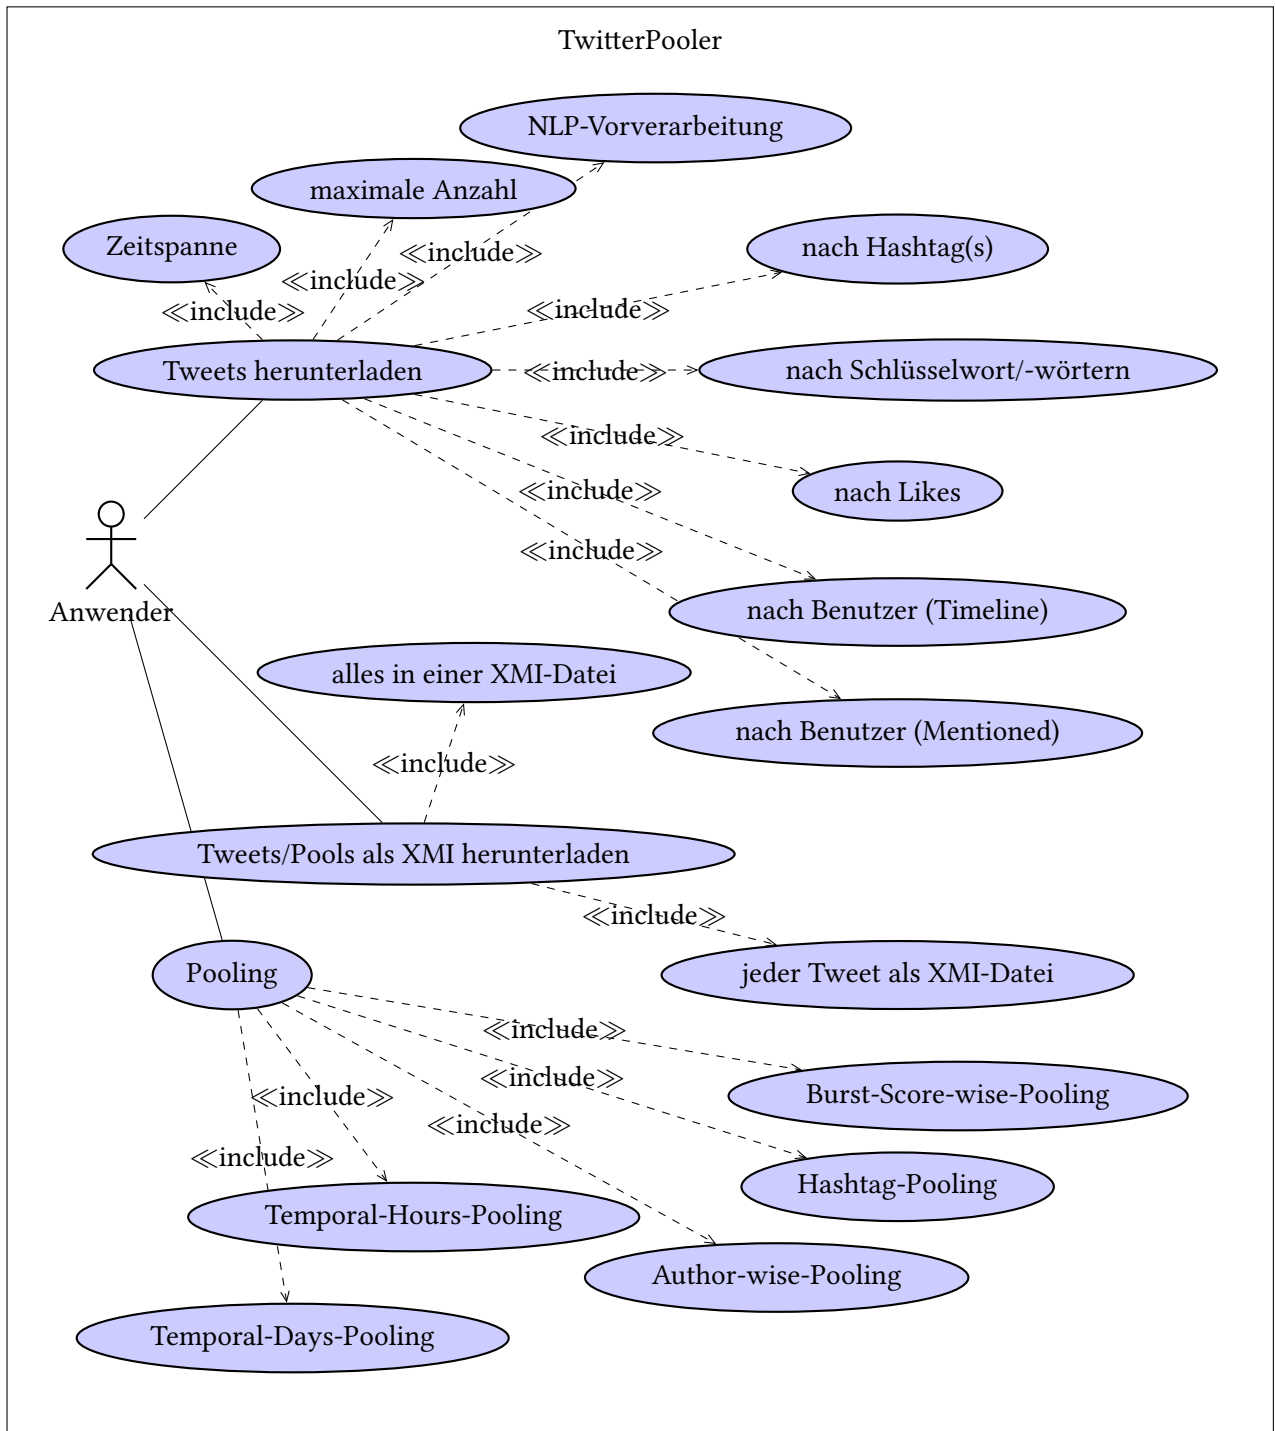 TwitterPooler
NLP-Vorverarbeitung
maximale Anzahl
Zeitspanne
nach Hashtag(s)
≪include≫
≪include≫
≪include≫
≪include≫
Tweets herunterladen
≪include≫
nach Schlüsselwort/-wörtern
≪include≫
nach Likes
≪include≫
≪include≫
Anwender
nach Benutzer (Timeline)
alles in einer XMI-Datei
nach Benutzer (Mentioned)
≪include≫
Tweets/Pools als XMI herunterladen
≪include≫
Pooling
jeder Tweet als XMI-Datei
≪include≫
≪include≫
≪include≫
Burst-Score-wise-Pooling
≪include≫
≪include≫
Hashtag-Pooling
Temporal-Hours-Pooling
Author-wise-Pooling
Temporal-Days-Pooling